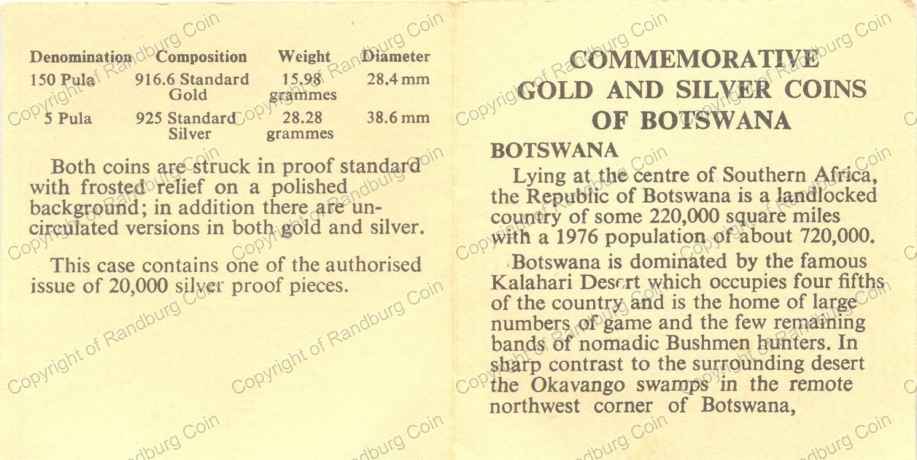 Denomination Composition Weight Diameter
150 Pula 916.6 Standard 15.98 28.4 mm
Gold grammes
5 Pula 925 Standard 28.28 38.6 mm
Silver grammes
Both coins are struck in proof standard
with frosted relief on a polished
background; in addition there are un-
circulated versions in both gold and silver.
This case contains one of the authorised
issue of 20,000 silver proof pieces.
COMMEMORATIVE
GOLD AND SILVER COINS
OF BOTSWANA
BOTSWANA
Lying at the centre of Southern Africa,
the Republic of Botswana is a landlocked
country of some 220,000 square miles
with a 1976 population of about 720,000.
Botswana is dominated by the famous
Kalahari Desert which occupies four fifths
of the country and is the home of large
numbers of game and the few remaining
bands of nomadic Bushmen hunters. In
sharp contrast to the surrounding desert
the Okavango swamps in the remote
northwest corner of Botswana,
Copyright of Randburg Coin